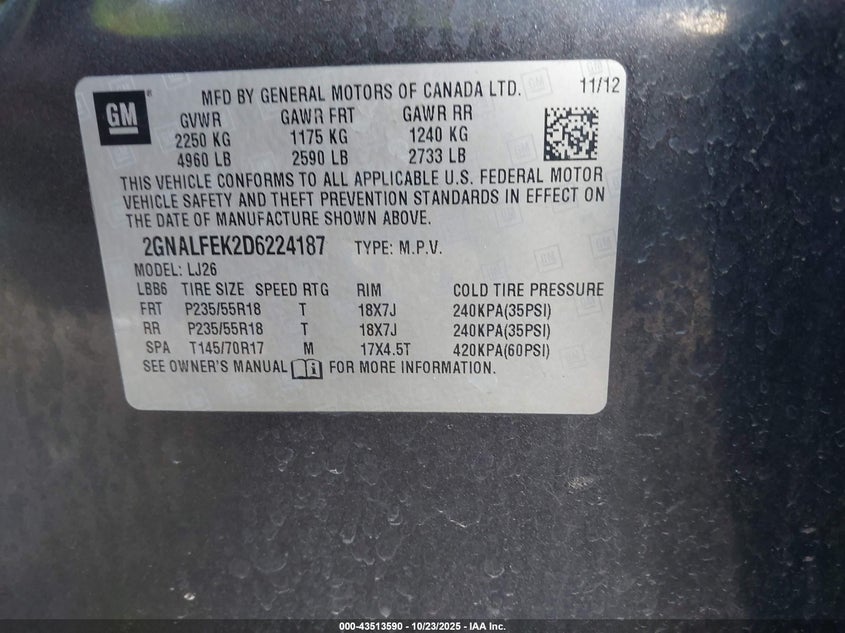 GM
MFD BY GENERAL MOTORS OF CANADA LTD. 11/12
GVWR GAWR FRT GAWR RR
2250 KG 1175 KG 1240 KG
4960 LB 2590 LB 2733 LB
THIS VEHICLE CONFORMS TO ALL APPLICABLE U.S. FEDERAL MOTOR
VEHICLE SAFETY AND THEFT PREVENTION STANDARDS IN EFFECT ON
THE DATE OF MANUFACTURE SHOWN ABOVE.
2GNALFEK2D6224187 TYPE: M.P.V.
MODEL: LJ26
LBB6 TIRE SIZE SPEED RTG RIM COLD TIRE PRESSURE
FRT P235/55R18 T 18X7J 240KPA(35PSI)
RR P235/55R18 T 18X7J 240KPA(35PSI)
SPA T145/70R17 M 17X4.5T 420KPA(60PSI)
SEE OWNER'S MANUAL FOR MORE INFORMATION.
000-43513590 - 10/23/2025 - IAA Inc.